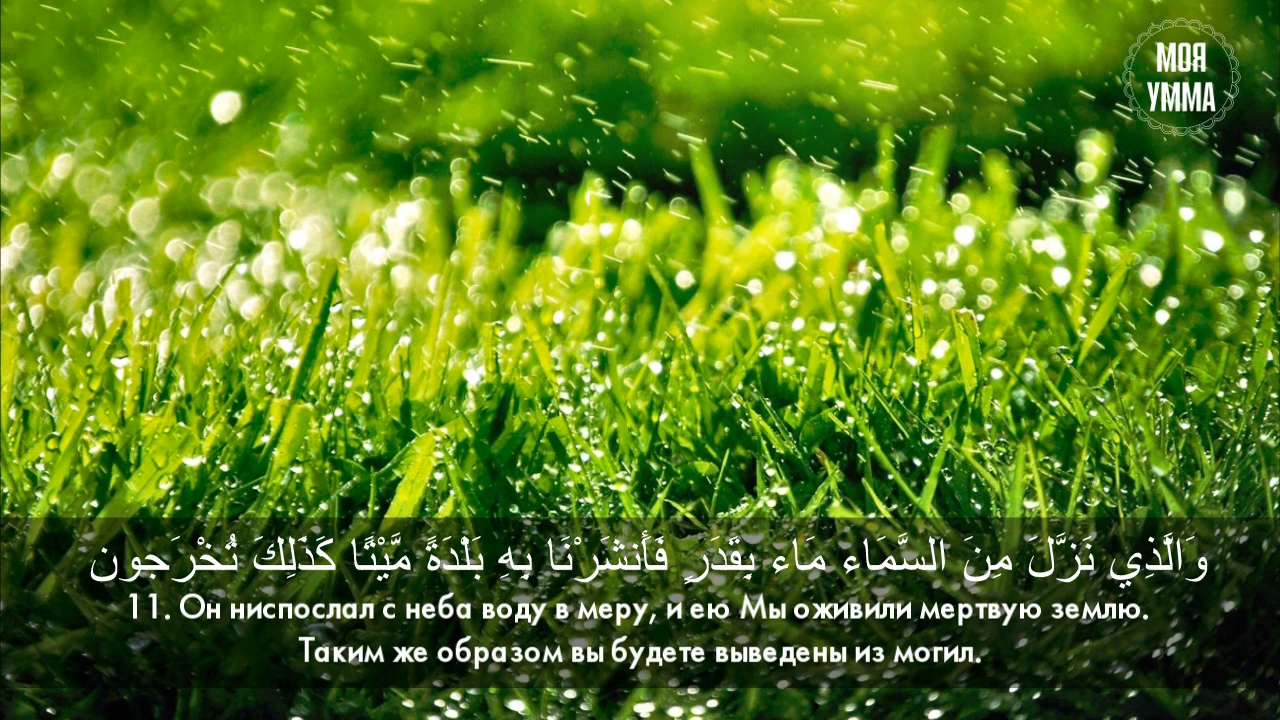 МОЯ
УММА
وَالَّذِي نَزَّلَ مِنَ السَّمَاء مَاء بِقَدَرٍ فَأَنشَرْنَا بِهِ بَلْدَةً مَّيْتًا كَذَلِكَ تُخْرَجون
11. Он ниспослал с неба воду в меру, и ею Мы оживили мертвую землю.
Таким же образом вы будете выведены из могил.